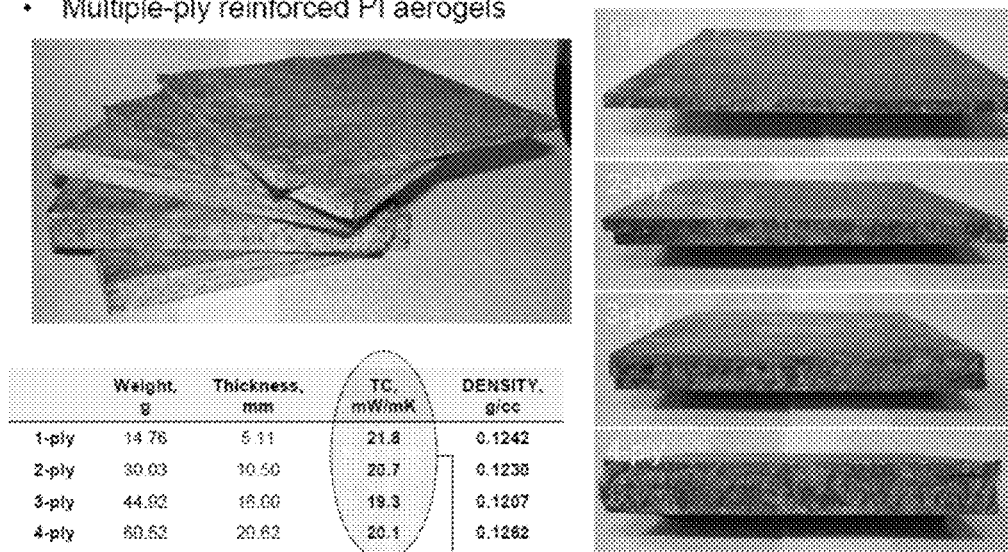 • Multiple-ply reinforced PI aerogels
Weight, g Thickness, mm TC, mW/mK DENSITY, g/cc
1-ply 14.76 5.11 21.8 0.1242
2-ply 30.03 10.50 20.7 0.1230
3-ply 44.92 16.00 19.3 0.1207
4-ply 60.52 20.62 20.1 0.1262